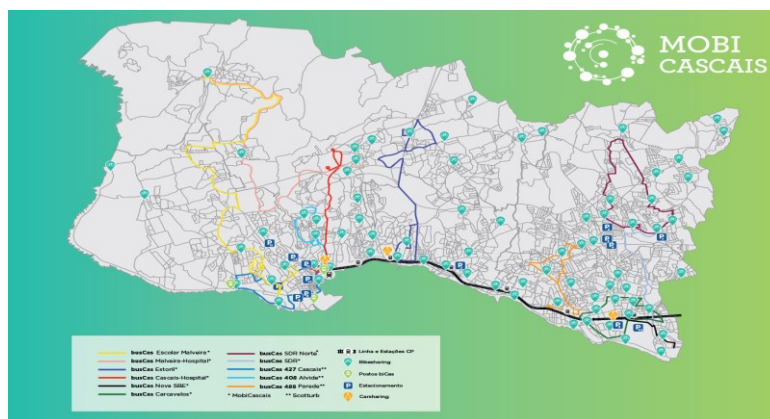 MOBI
CASCAIS
busCas Escolar Malveira*
busCas Malveira-Hospital*
busCas Estoril*
busCas Cascais-Hospital*
busCas Nova SBE*
busCas Carcavelos*
busCas SDR Norte*
busCas SDR*
busCas 427 Cascais**
busCas 408 Alvide**
busCas 488 Parede**
* MobiCascais ** Scotturb
Linha e Estações CP
Bikesharing
Postos biCas
P Estacionamento
Carsharing